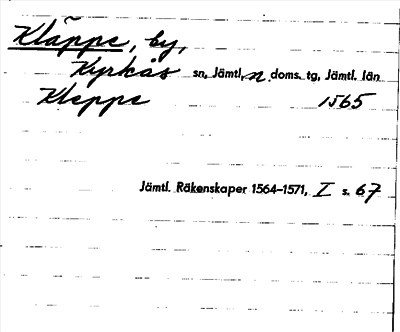 Kläppe, by,
Kyrkås sn, Jämtl, n doms. tg, Jämtl. län
Kleppe 1565
Jämtl. Räkenskaper 1564–1571, I s. 67